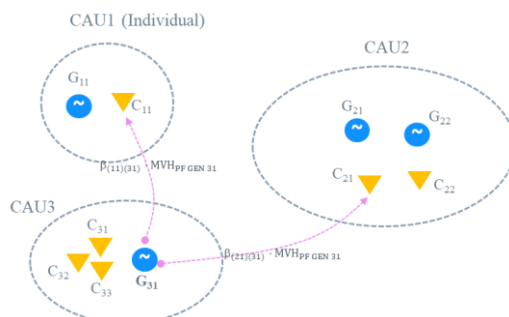 CAU1 (Individual)
CAU2
G11
C11
G21
G22
C21
C22
β(11)(31) · MVHPF GEN 31
CAU3
C31
C32
C33
G31
β(21)(31) · MVHPF GEN 31